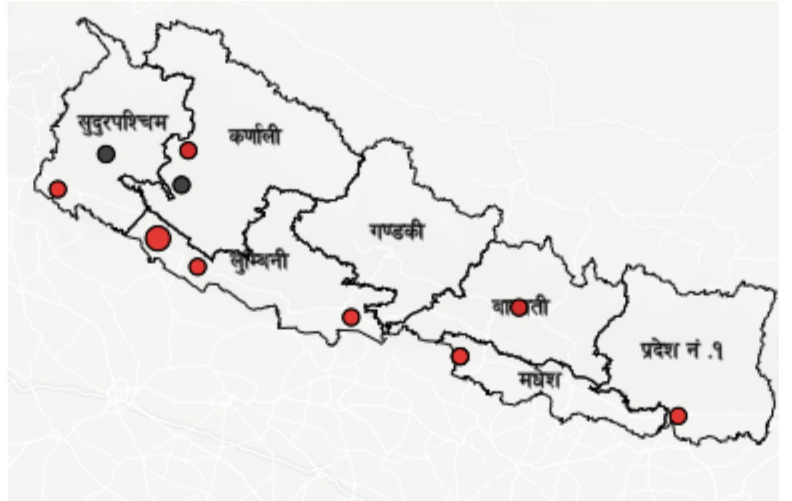 सुदुरपश्चिम
कर्णाली
गण्डकी
लुम्बिनी
प्रदेश नं .१
मधेश